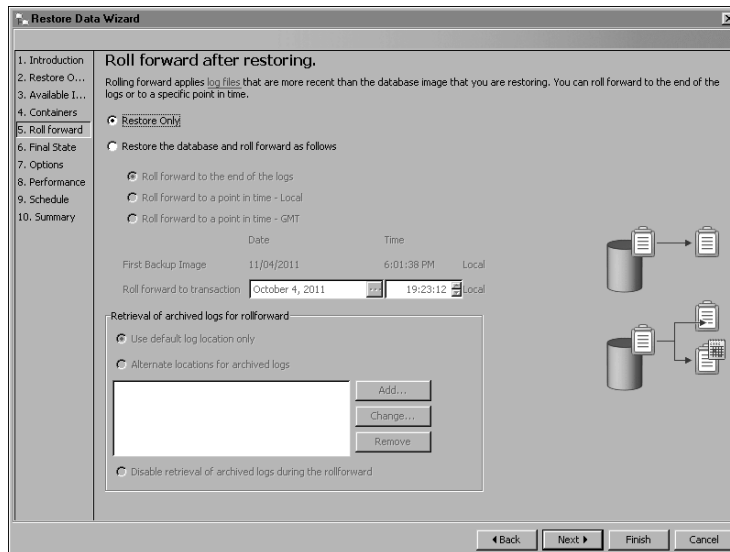 Restore Data Wizard
1. Introduction
2. Restore O...
3. Available I...
4. Containers
5. Roll forward
6. Final State
7. Options
8. Performance
9. Schedule
10. Summary
Roll forward after restoring.
Rolling forward applies log files that are more recent than the database image that you are restoring. You can roll forward to the end of the
logs or to a specific point in time.
Restore Only
Restore the database and roll forward as follows
Roll forward to the end of the logs
Roll forward to a point in time - Local
Roll forward to a point in time - GMT
Date Time
First Backup Image 11/04/2011 6:01:38 PM Local
Roll forward to transaction October 4, 2011 ... 19:23:12 Local
Retrieval of archived logs for rollforward
Use default log location only
Alternate locations for archived logs
Add...
Change...
Remove
Disable retrieval of archived logs during the rollforward
Back Next Finish Cancel